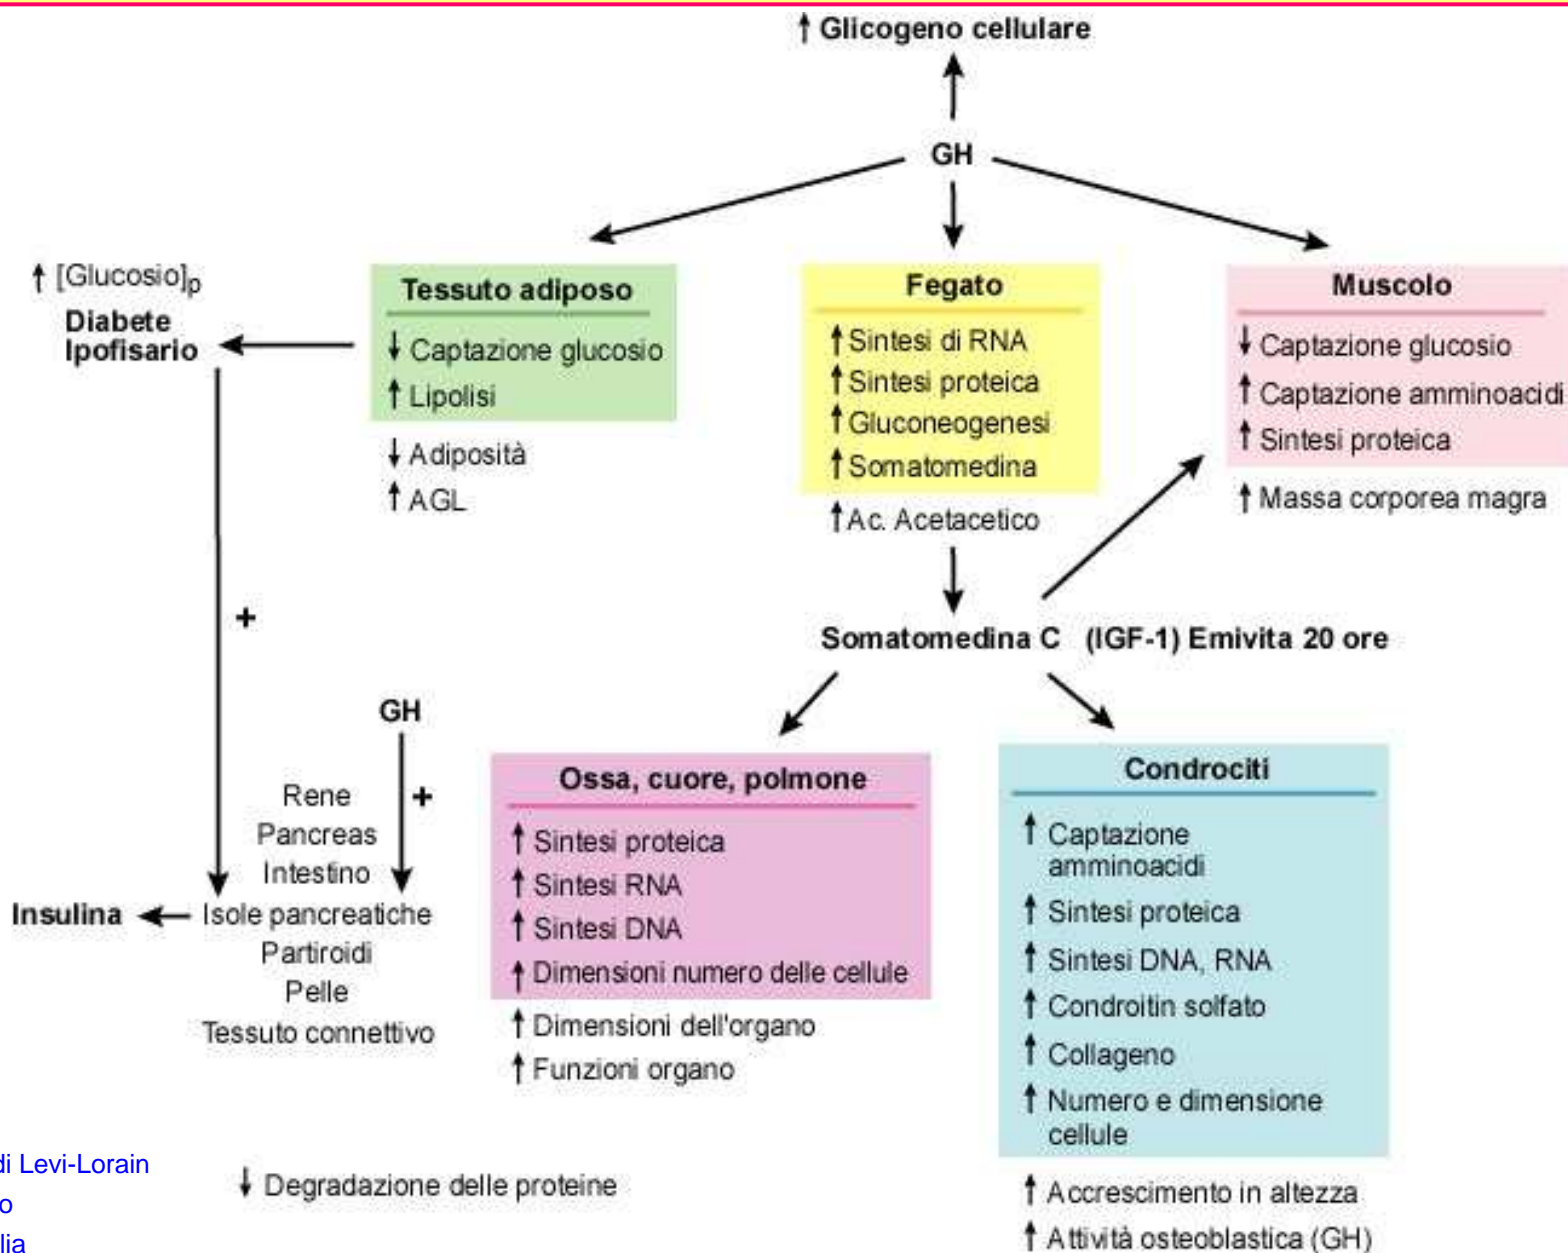 ↑ Glicogeno cellulare
GH
↑ [Glucosio]p
Diabete
Ipofisario
Tessuto adiposo
↓ Captazione glucosio
↑ Lipolisi
↓ Adiposità
↑ AGL
Fegato
↑ Sintesi di RNA
↑ Sintesi proteica
↑ Gluconeogenesi
↑ Somatomedina
↑ Ac. Acetacetico
Muscolo
↓ Captazione glucosio
↑ Captazione amminoacidi
↑ Sintesi proteica
↑ Massa corporea magra
+
Somatomedina C (IGF-1) Emivita 20 ore
GH
+
Rene
Pancreas
Intestino
Insulina
Isole pancreatiche
Partiroidi
Pelle
Tessuto connettivo
Ossa, cuore, polmone
↑ Sintesi proteica
↑ Sintesi RNA
↑ Sintesi DNA
↑ Dimensioni numero delle cellule
↑ Dimensioni dell'organo
↑ Funzioni organo
Condrociti
↑ Captazione
amminoacidi
↑ Sintesi proteica
↑ Sintesi DNA, RNA
↑ Condroitin solfato
↑ Collageno
↑ Numero e dimensione
cellule
↑ Accrescimento in altezza
↑ Attività osteoblastica (GH)
di Levi-Lorain
↓ Degradazione delle proteine